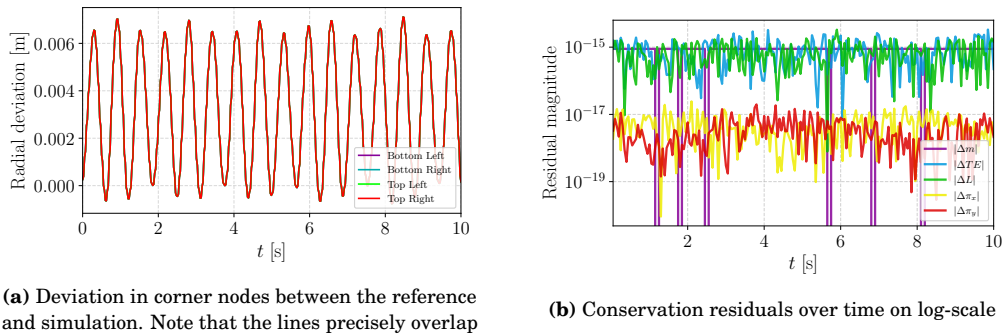 Radial deviation [m]
0.006
0.004
0.002
0.000
Bottom Left
Bottom Right
Top Left
Top Right
0 2 4 6 8 10
t [s]
(a) Deviation in corner nodes between the reference
and simulation. Note that the lines precisely overlap
Residual magnitude
10⁻¹⁵
10⁻¹⁷
10⁻¹⁹
|Δm|
|ΔTE|
|ΔL|
|Δπₓ|
|Δπ_y|
2 4 6 8 10
t [s]
(b) Conservation residuals over time on log-scale